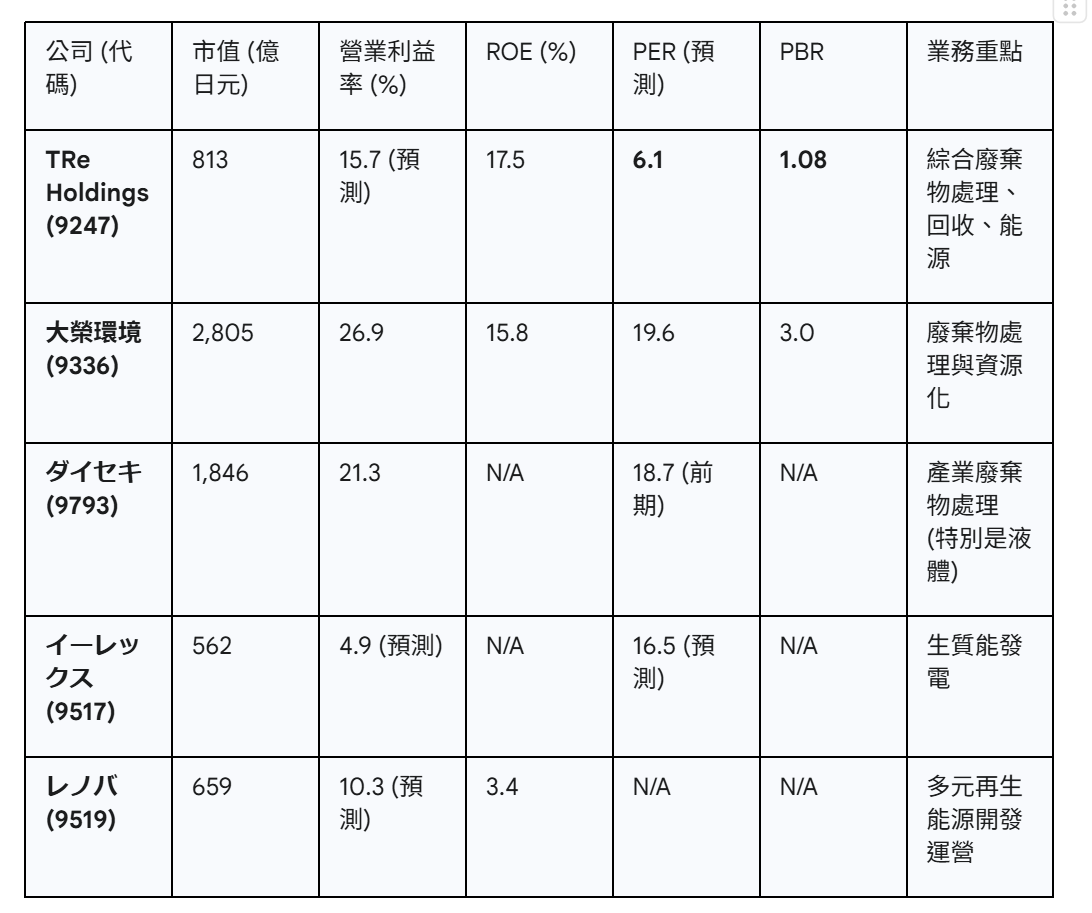 公司 (代
碼)
市值 (億
日元)
營業利益
率 (%)
ROE (%)
PER (預
測)
PBR
業務重點
TRe
Holdings
(9247)
813
15.7 (預
測)
17.5
6.1
1.08
綜合廢棄
物處理、
回收、能
源
大榮環境
(9336)
2,805
26.9
15.8
19.6
3.0
廢棄物處
理與資源
化
ダイセキ
(9793)
1,846
21.3
N/A
18.7 (前
期)
N/A
產業廢棄
物處理
(特別是液
體)
イーレッ
クス
(9517)
562
4.9 (預測)
N/A
16.5 (預
測)
N/A
生質能發
電
レノバ
(9519)
659
10.3 (預
測)
3.4
N/A
N/A
多元再生
能源開發
運營